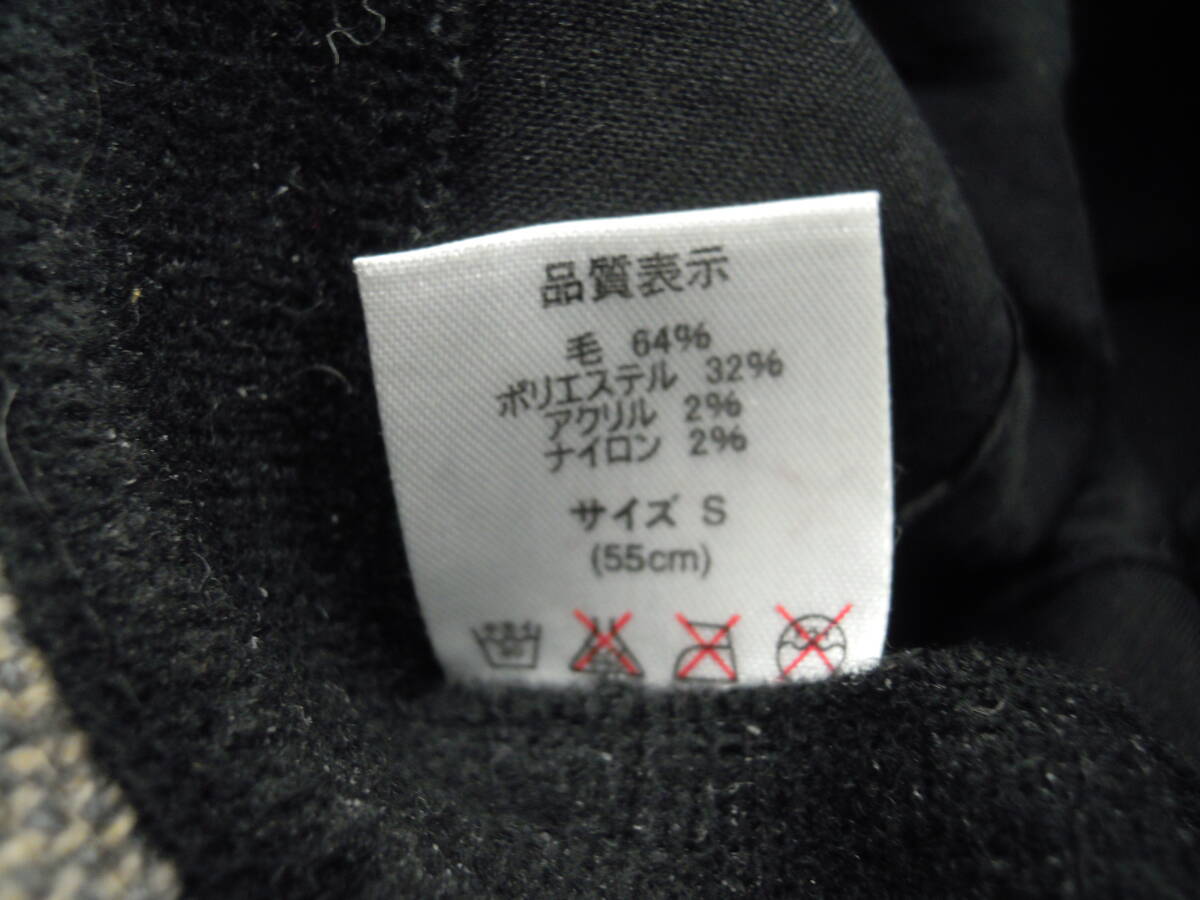 品質表示
毛 64%
ポリエステル 32%
アクリル 2%
ナイロン 2%
サイズ S
(55cm)